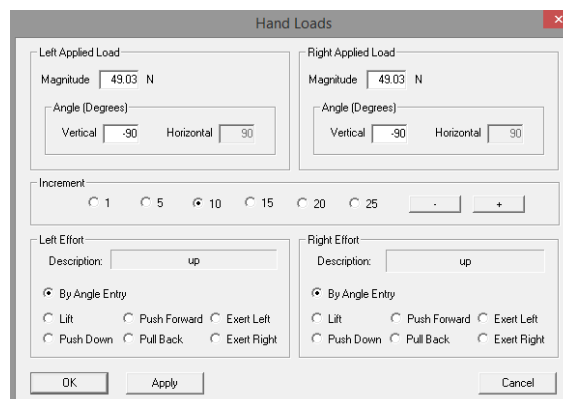 Hand Loads
Left Applied Load Right Applied Load
Magnitude 49.03 N Magnitude 49.03 N
Angle (Degrees) Angle (Degrees)
Vertical -90 Horizontal 90 Vertical -90 Horizontal 90
Increment
1 5 10 15 20 25 - +
Left Effort Right Effort
Description: up Description: up
By Angle Entry By Angle Entry
Lift Push Forward Exert Left Lift Push Forward Exert Left
Push Down Pull Back Exert Right Push Down Pull Back Exert Right
OK Apply Cancel